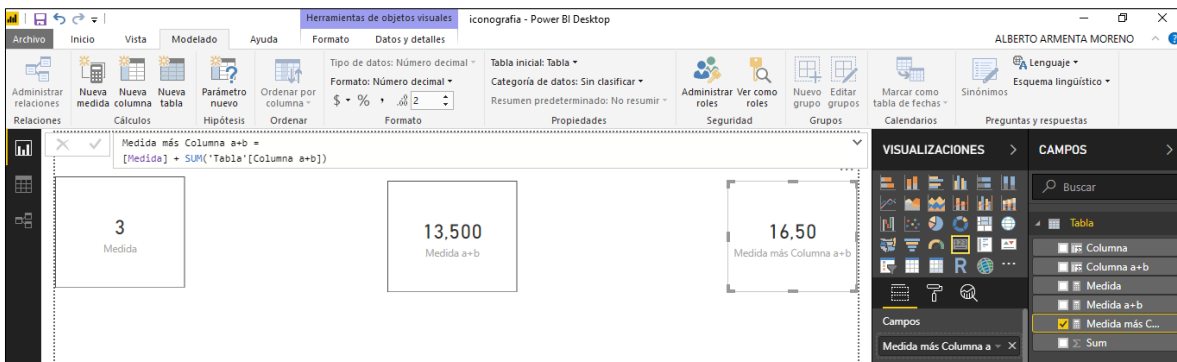 Herramientas de objetos visuales iconografia - Power BI Desktop
Archivo Inicio Vista Modelado Ayuda Formato Datos y detalles ALBERTO ARMENTA MORENO
Administrar relaciones
Nueva medida
Nueva columna
Nueva tabla
Parámetro nuevo
Ordenar por columna
Tipo de datos: Número decimal
Formato: Número decimal
$ % , .00 2
Tabla inicial: Tabla
Categoría de datos: Sin clasificar
Resumen predeterminado: No resumir
Administrar roles
Ver como roles
Nuevo grupo
Editar grupos
Marcar como tabla de fechas
Sinónimos
Lenguaje
Esquema lingüístico
Relaciones Cálculos Hipótesis Ordenar Formato Propiedades Seguridad Grupos Calendarios Preguntas y respuestas
Medida más Columna a+b =
[Medida] + SUM('Tabla'[Columna a+b])
3
Medida
13,500
Medida a+b
16,50
Medida más Columna a+b
VISUALIZACIONES
R
Campos
Medida más Columna a
CAMPOS
Buscar
Tabla
Columna
Columna a+b
Medida
Medida a+b
Medida más C...
Sum